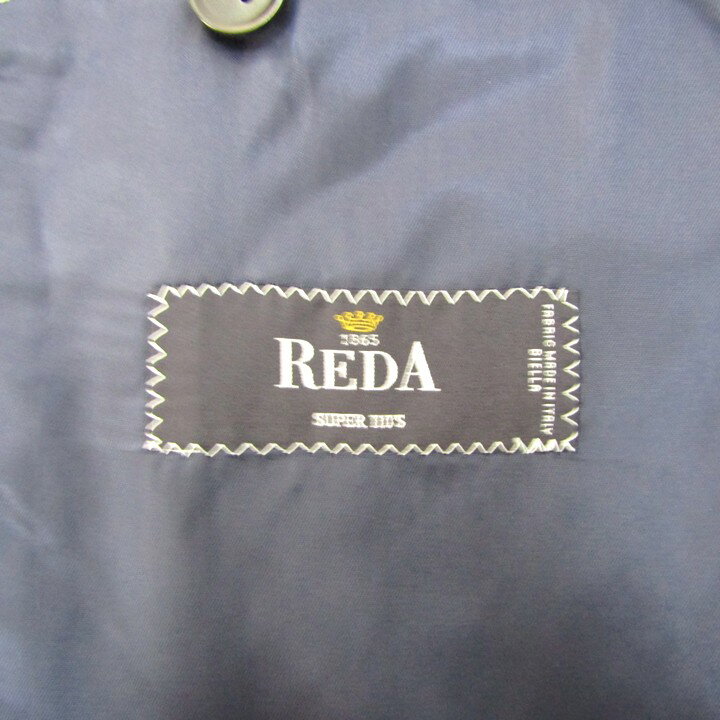 1865
REDA
SUPER 110'S
FABRIC MADE IN ITALY
BIELLA